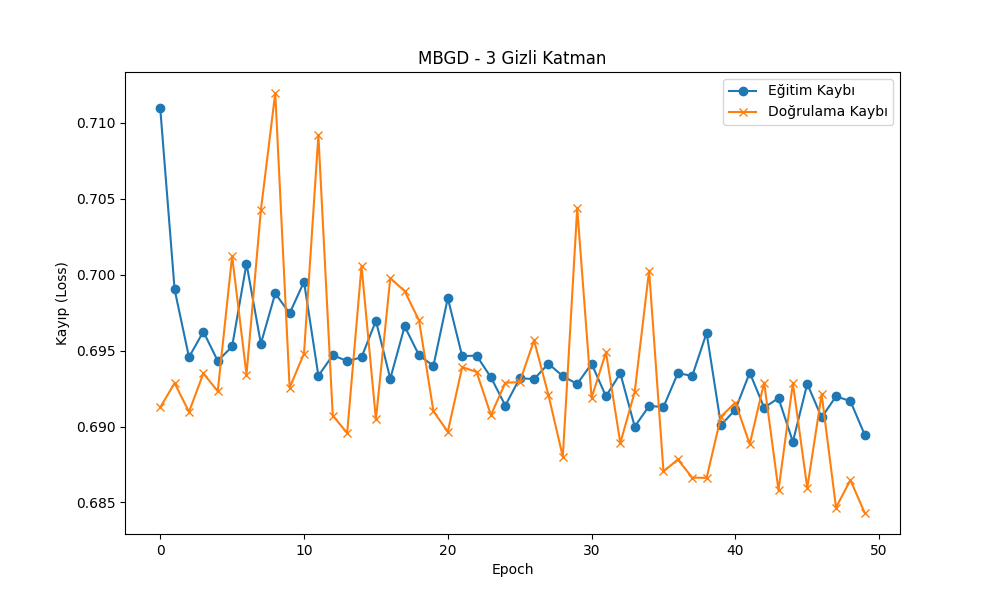 MBGD - 3 Gizli Katman
Eğitim Kaybı
Doğrulama Kaybı
Kayıp (Loss)
0.710
0.705
0.700
0.695
0.690
0.685
0 10 20 30 40 50
Epoch